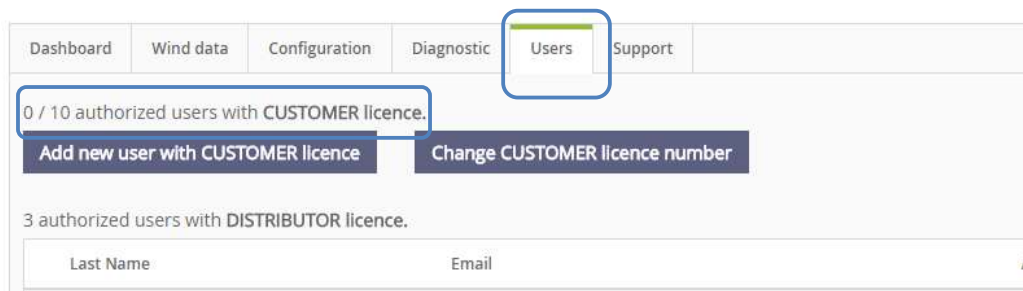 Dashboard Wind data Configuration Diagnostic Users Support
0 / 10 authorized users with CUSTOMER licence.
Add new user with CUSTOMER licence Change CUSTOMER licence number
3 authorized users with DISTRIBUTOR licence.
Last Name Email